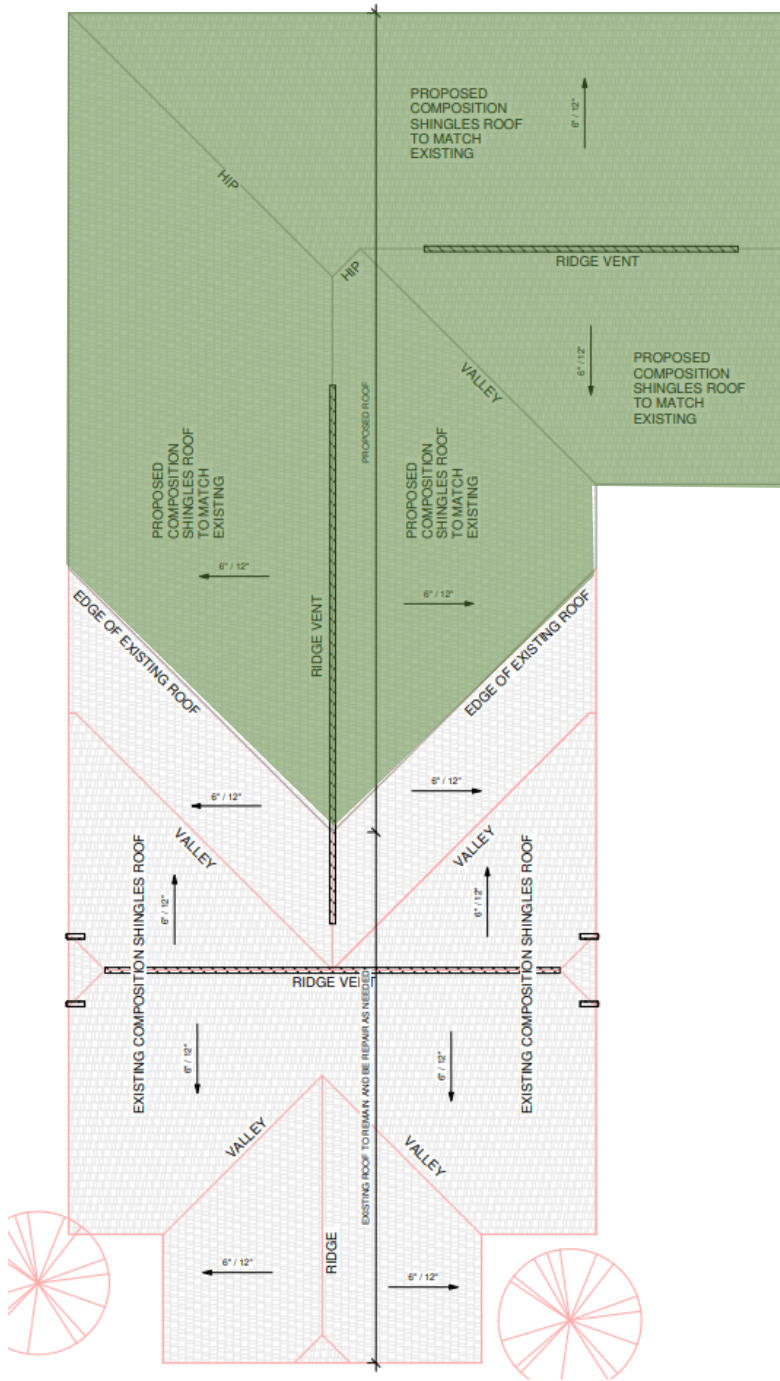 PROPOSED
COMPOSITION
SHINGLES ROOF
TO MATCH
EXISTING
6" / 12"
HIP
HIP
RIDGE VENT
6" / 12"
PROPOSED
COMPOSITION
SHINGLES ROOF
TO MATCH
EXISTING
VALLEY
PROPOSED ROOF
PROPOSED
COMPOSITION
SHINGLES ROOF
TO MATCH
EXISTING
PROPOSED
COMPOSITION
SHINGLES ROOF
TO MATCH
EXISTING
6" / 12"
6" / 12"
RIDGE VENT
EDGE OF EXISTING ROOF
EDGE OF EXISTING ROOF
6" / 12"
6" / 12"
VALLEY
VALLEY
6" / 12"
6" / 12"
EXISTING COMPOSITION SHINGLES ROOF
EXISTING COMPOSITION SHINGLES ROOF
RIDGE VENT
EXISTING ROOF TO REMAIN AND BE REPAIR AS NEEDED
6" / 12"
6" / 12"
VALLEY
VALLEY
RIDGE
6" / 12"
6" / 12"